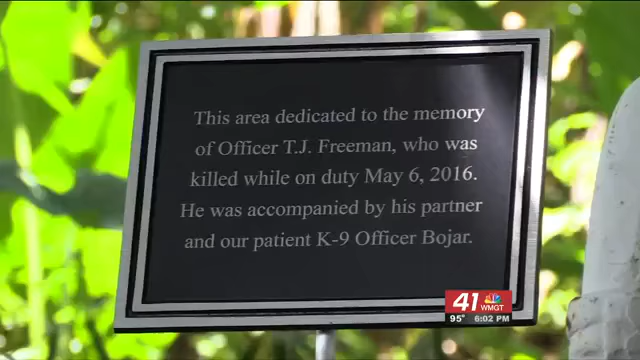 This area dedicated to the memory
of Officer T.J. Freeman, who was
killed while on duty May 6, 2016.
He was accompanied by his partner
and our patient K-9 Officer Bojar.
41
WMGT
95° 6:02 PM